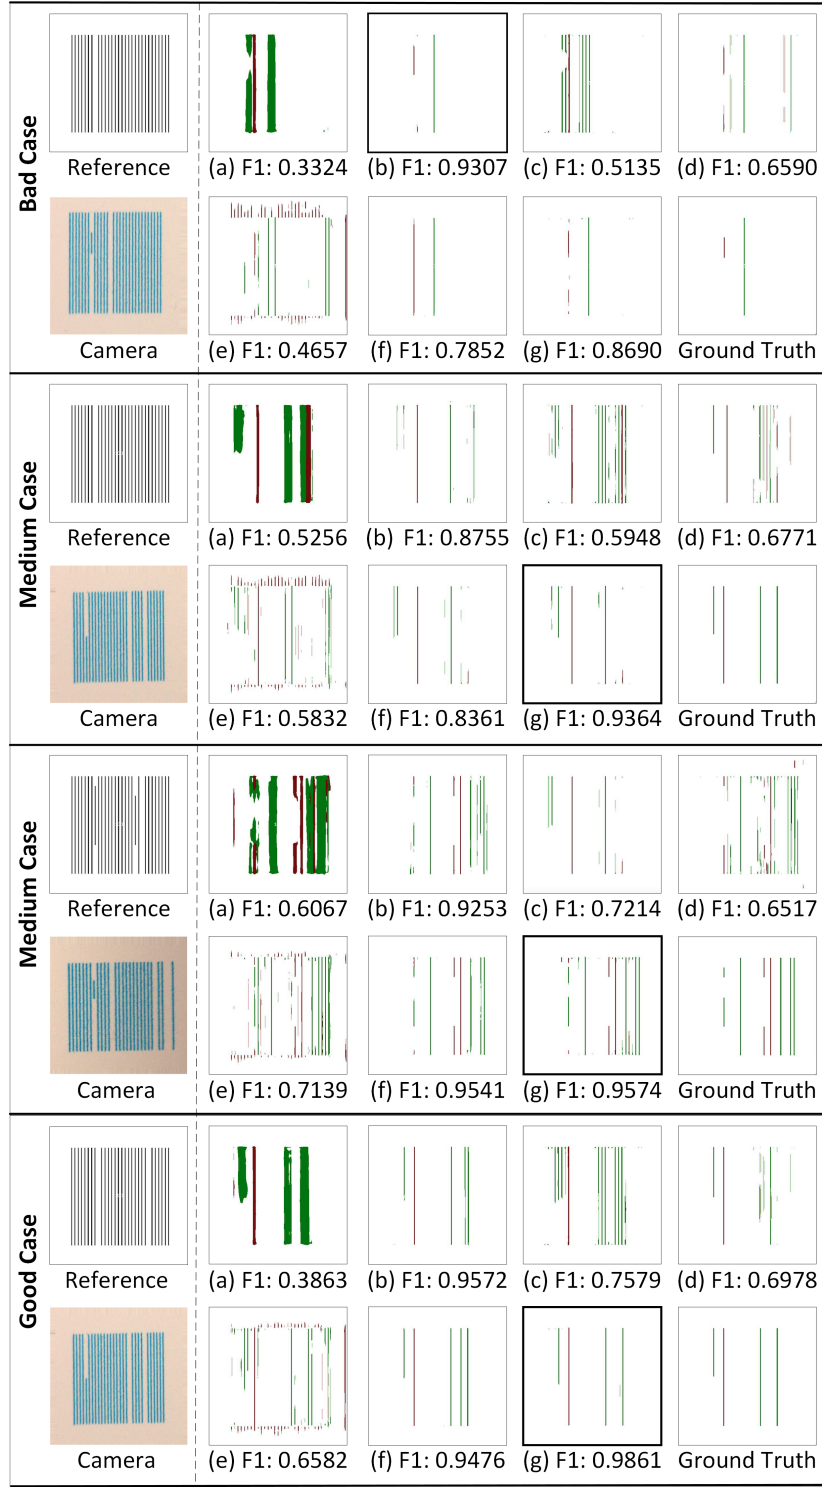 Bad Case
Reference
(a) F1: 0.3324
(b) F1: 0.9307
(c) F1: 0.5135
(d) F1: 0.6590
Camera
(e) F1: 0.4657
(f) F1: 0.7852
(g) F1: 0.8690
Ground Truth
Medium Case
Reference
(a) F1: 0.5256
(b) F1: 0.8755
(c) F1: 0.5948
(d) F1: 0.6771
Camera
(e) F1: 0.5832
(f) F1: 0.8361
(g) F1: 0.9364
Ground Truth
Medium Case
Reference
(a) F1: 0.6067
(b) F1: 0.9253
(c) F1: 0.7214
(d) F1: 0.6517
Camera
(e) F1: 0.7139
(f) F1: 0.9541
(g) F1: 0.9574
Ground Truth
Good Case
Reference
(a) F1: 0.3863
(b) F1: 0.9572
(c) F1: 0.7579
(d) F1: 0.6978
Camera
(e) F1: 0.6582
(f) F1: 0.9476
(g) F1: 0.9861
Ground Truth